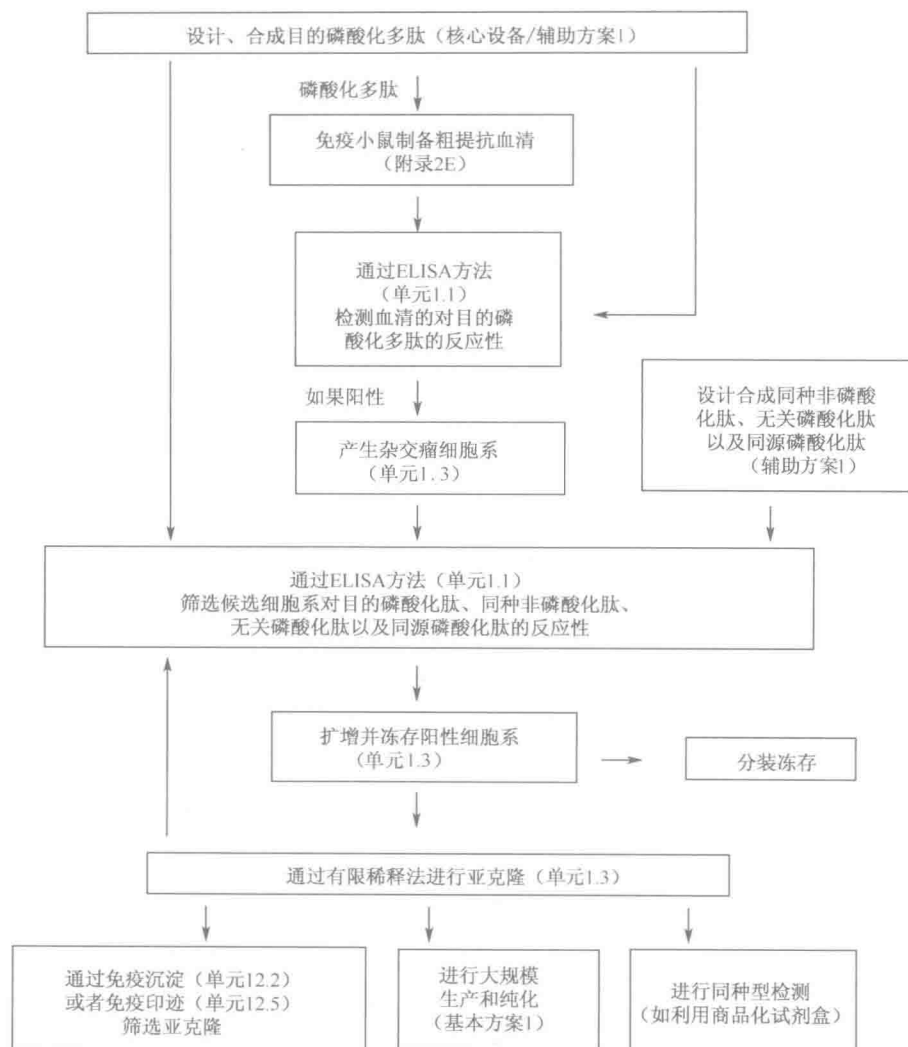 设计、合成目的磷酸化多肽（核心设备/辅助方案1）
磷酸化多肽
免疫小鼠制备粗提抗血清
（附录2E）
通过ELISA方法
（单元1.1）
检测血清的对目的磷
酸化多肽的反应性
如果阳性
设计合成同种非磷酸
化肽、无关磷酸化肽
以及同源磷酸化肽
（辅助方案1）
产生杂交瘤细胞系
（单元1.3）
通过ELISA方法（单元1.1）
筛选候选细胞系对目的磷酸化肽、同种非磷酸化肽、
无关磷酸化肽以及同源磷酸化肽的反应性
扩增并冻存阳性细胞系
（单元1.3）
分装冻存
通过有限稀释法进行亚克隆（单元1.3）
通过免疫沉淀（单元12.2）
或者免疫印迹（单元12.5）
筛选亚克隆
进行大规模
生产和纯化
（基本方案1）
进行同种型检测
（如利用商品化试剂盒）